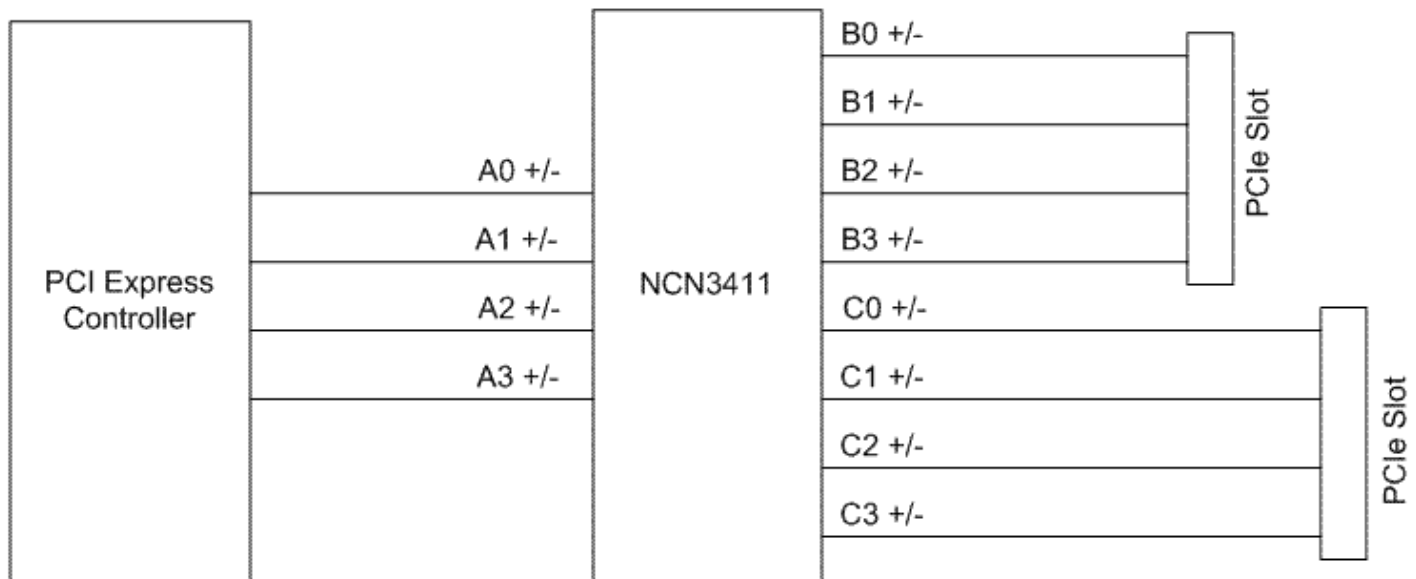 PCI Express
Controller
A0 +/-
A1 +/-
A2 +/-
A3 +/-
NCN3411
B0 +/-
B1 +/-
B2 +/-
B3 +/-
C0 +/-
C1 +/-
C2 +/-
C3 +/-
PCIe Slot
PCIe Slot